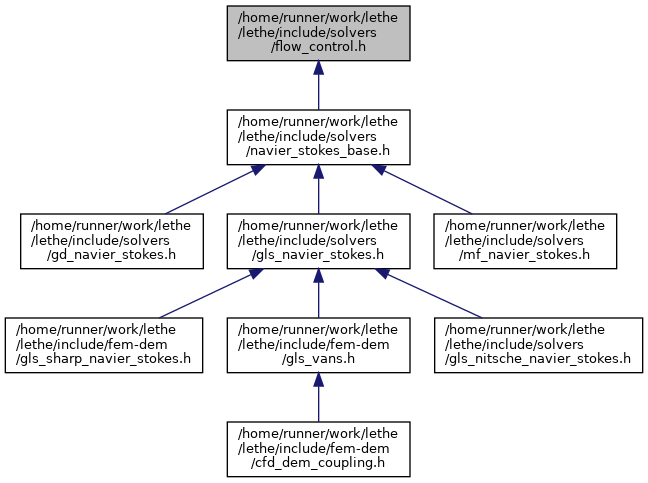 /home/runner/work/lethe
/lethe/include/solvers
/flow_control.h
/home/runner/work/lethe
/lethe/include/solvers
/navier_stokes_base.h
/home/runner/work/lethe
/lethe/include/solvers
/gd_navier_stokes.h
/home/runner/work/lethe
/lethe/include/solvers
/gls_navier_stokes.h
/home/runner/work/lethe
/lethe/include/solvers
/mf_navier_stokes.h
/home/runner/work/lethe
/lethe/include/fem-dem
/gls_sharp_navier_stokes.h
/home/runner/work/lethe
/lethe/include/fem-dem
/gls_vans.h
/home/runner/work/lethe
/lethe/include/solvers
/gls_nitsche_navier_stokes.h
/home/runner/work/lethe
/lethe/include/fem-dem
/cfd_dem_coupling.h